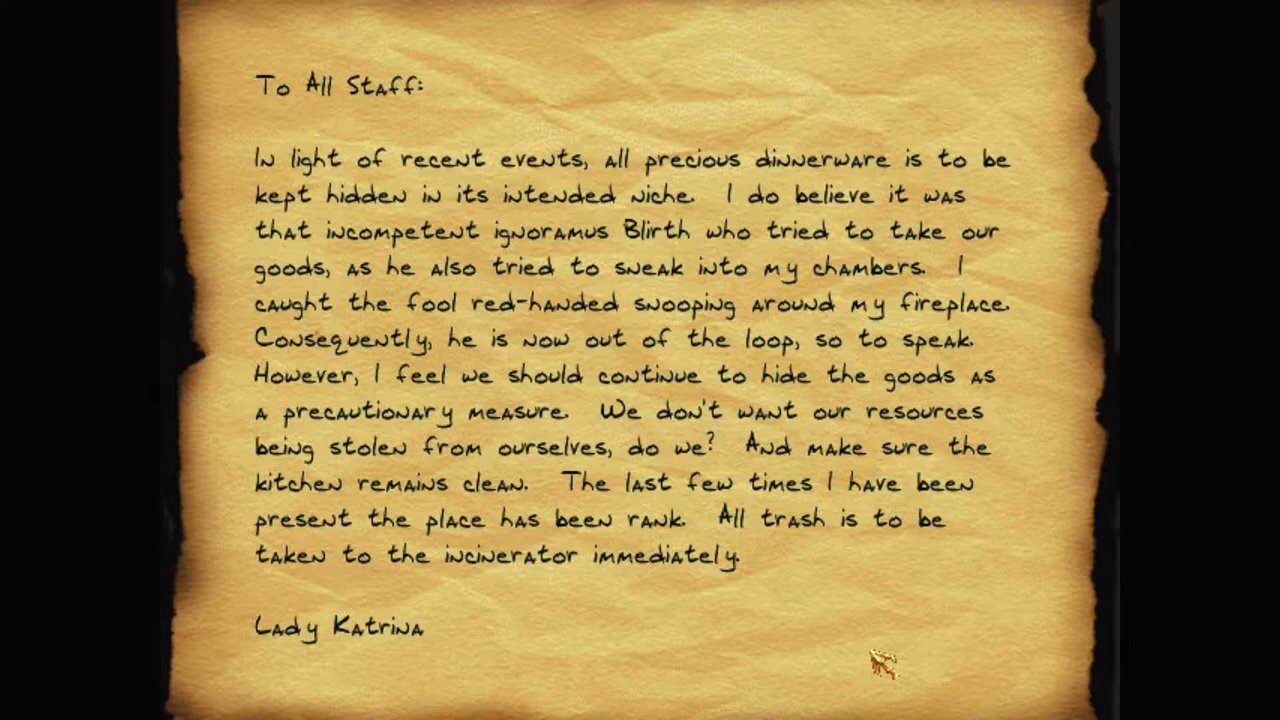 To All Staff:
In light of recent events, all precious dinnerware is to be
kept hidden in its intended niche. I do believe it was
that incompetent ignoramus Blirth who tried to take our
goods, as he also tried to sneak into my chambers. I
caught the fool red-handed snooping around my fireplace.
Consequently, he is now out of the loop, so to speak.
However, I feel we should continue to hide the goods as
a precautionary measure. We don't want our resources
being stolen from ourselves, do we? And make sure the
kitchen remains clean. The last few times I have been
present the place has been rank. All trash is to be
taken to the incinerator immediately.
Lady Katrina